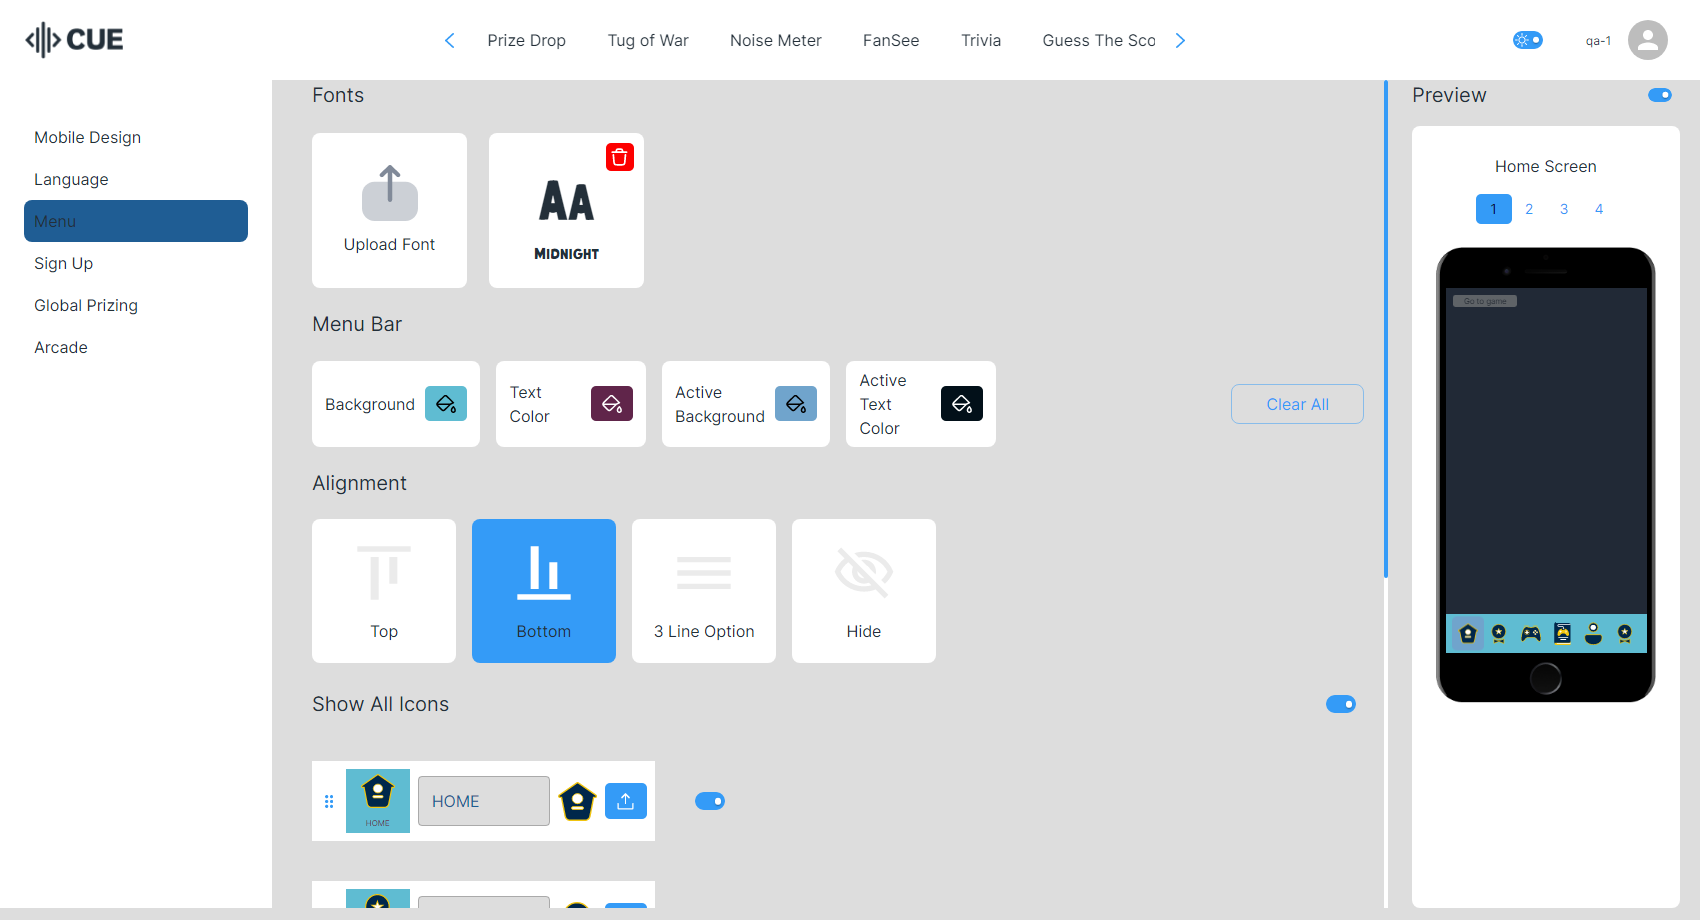 CUE
Prize Drop
Tug of War
Noise Meter
FanSee
Trivia
Guess The Sco
qa-1
Mobile Design
Language
Menu
Sign Up
Global Prizing
Arcade
Fonts
Upload Font
AA
MIDNIGHT
Menu Bar
Background
Text
Color
Active
Background
Active
Text
Color
Clear All
Alignment
Top
Bottom
3 Line Option
Hide
Show All Icons
HOME
HOME
Preview
Home Screen
1
2
3
4
Go to game